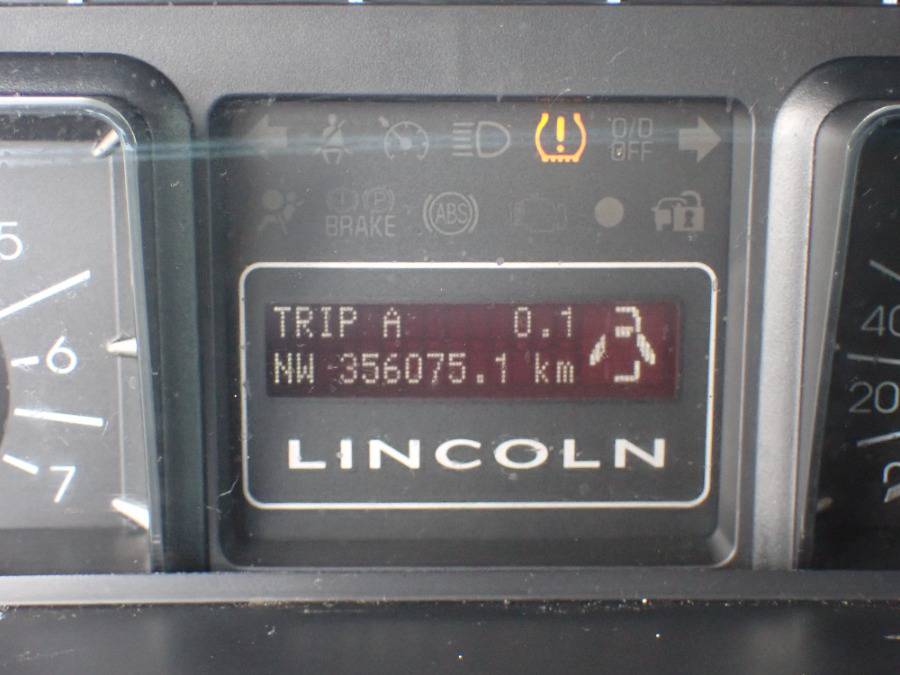 O/D
OFF
BRAKE
ABS
5
6
7
TRIP A 0.1
NW 356075.1 km
LINCOLN
40
20